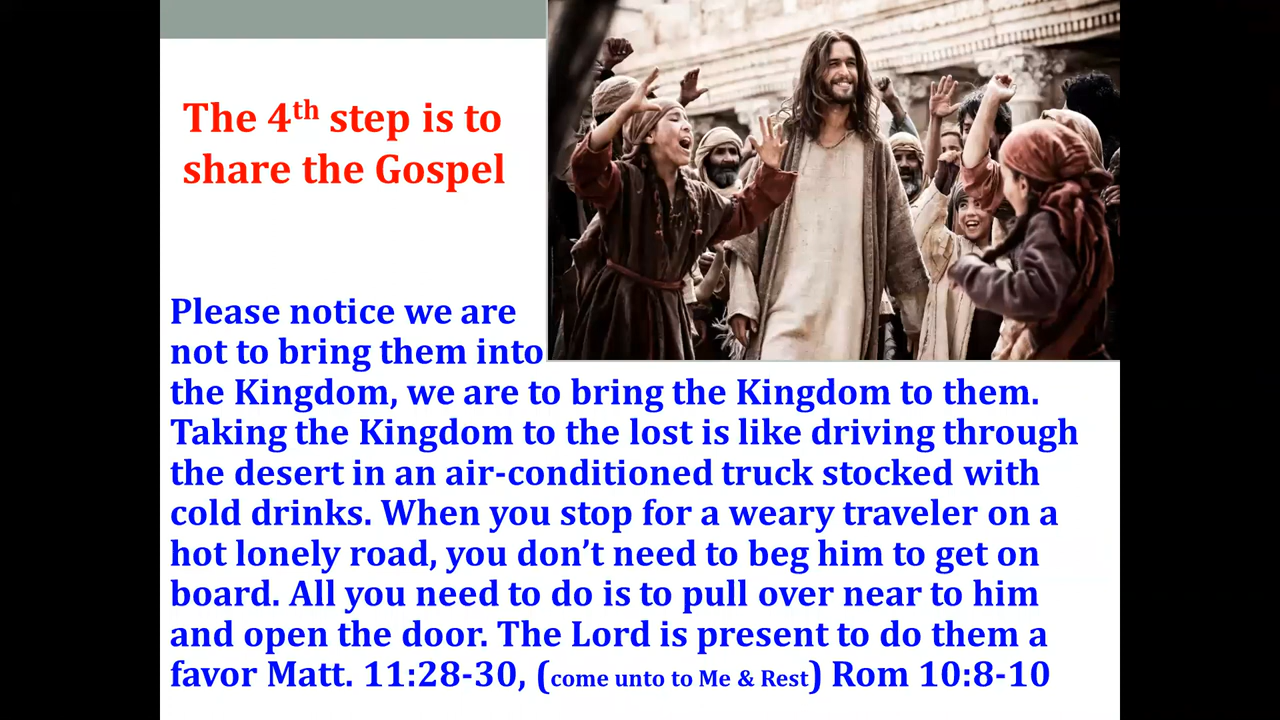 The 4th step is to
share the Gospel
Please notice we are
not to bring them into
the Kingdom, we are to bring the Kingdom to them.
Taking the Kingdom to the lost is like driving through
the desert in an air-conditioned truck stocked with
cold drinks. When you stop for a weary traveler on a
hot lonely road, you don’t need to beg him to get on
board. All you need to do is to pull over near to him
and open the door. The Lord is present to do them a
favor Matt. 11:28-30, (come unto to Me & Rest) Rom 10:8-10